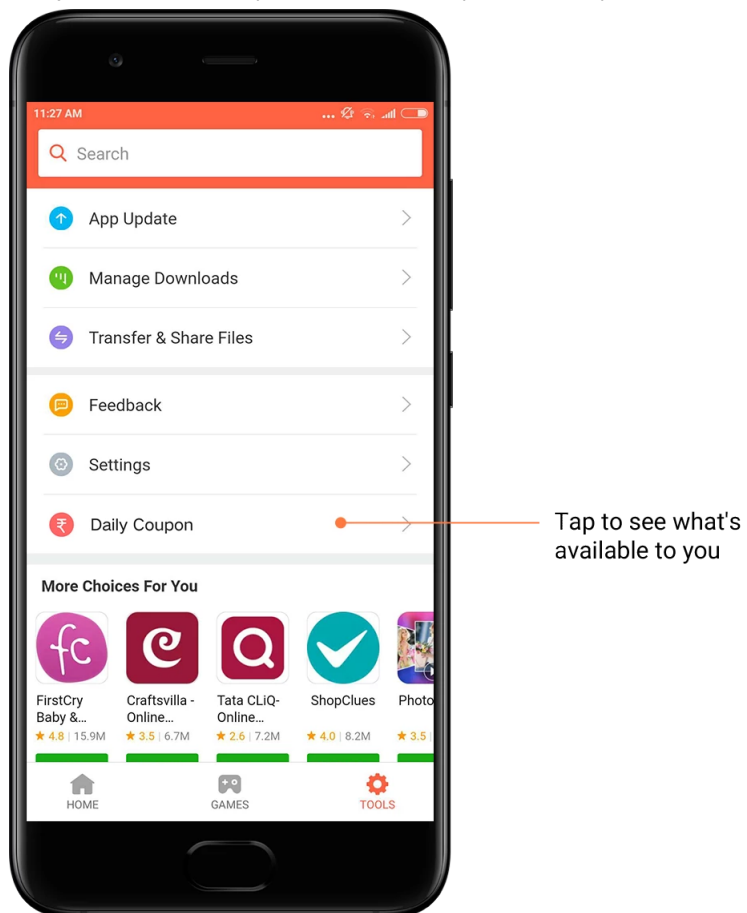 11:27 AM
Search
App Update
Manage Downloads
Transfer & Share Files
Feedback
Settings
₹ Daily Coupon
Tap to see what's
available to you
More Choices For You
fc
FirstCry
Baby &...
★ 4.8 | 15.9M
Craftsvilla -
Online...
★ 3.5 | 6.7M
Tata CLiQ-
Online...
★ 2.6 | 7.2M
ShopClues
★ 4.0 | 8.2M
Photo
★ 3.5 |
HOME
GAMES
TOOLS